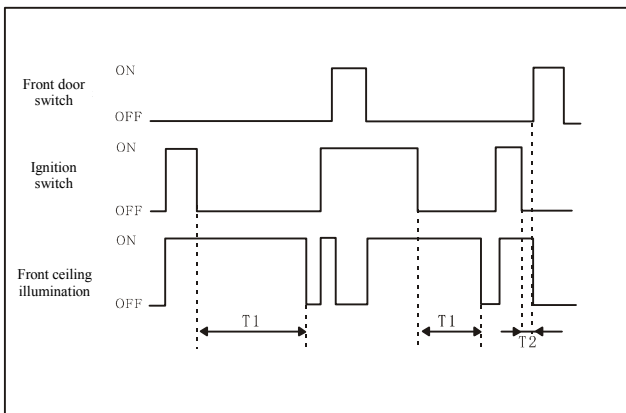 Front door
switch
ON
OFF
Ignition
switch
ON
OFF
Front ceiling
illumination
ON
OFF
T1
T1
T2